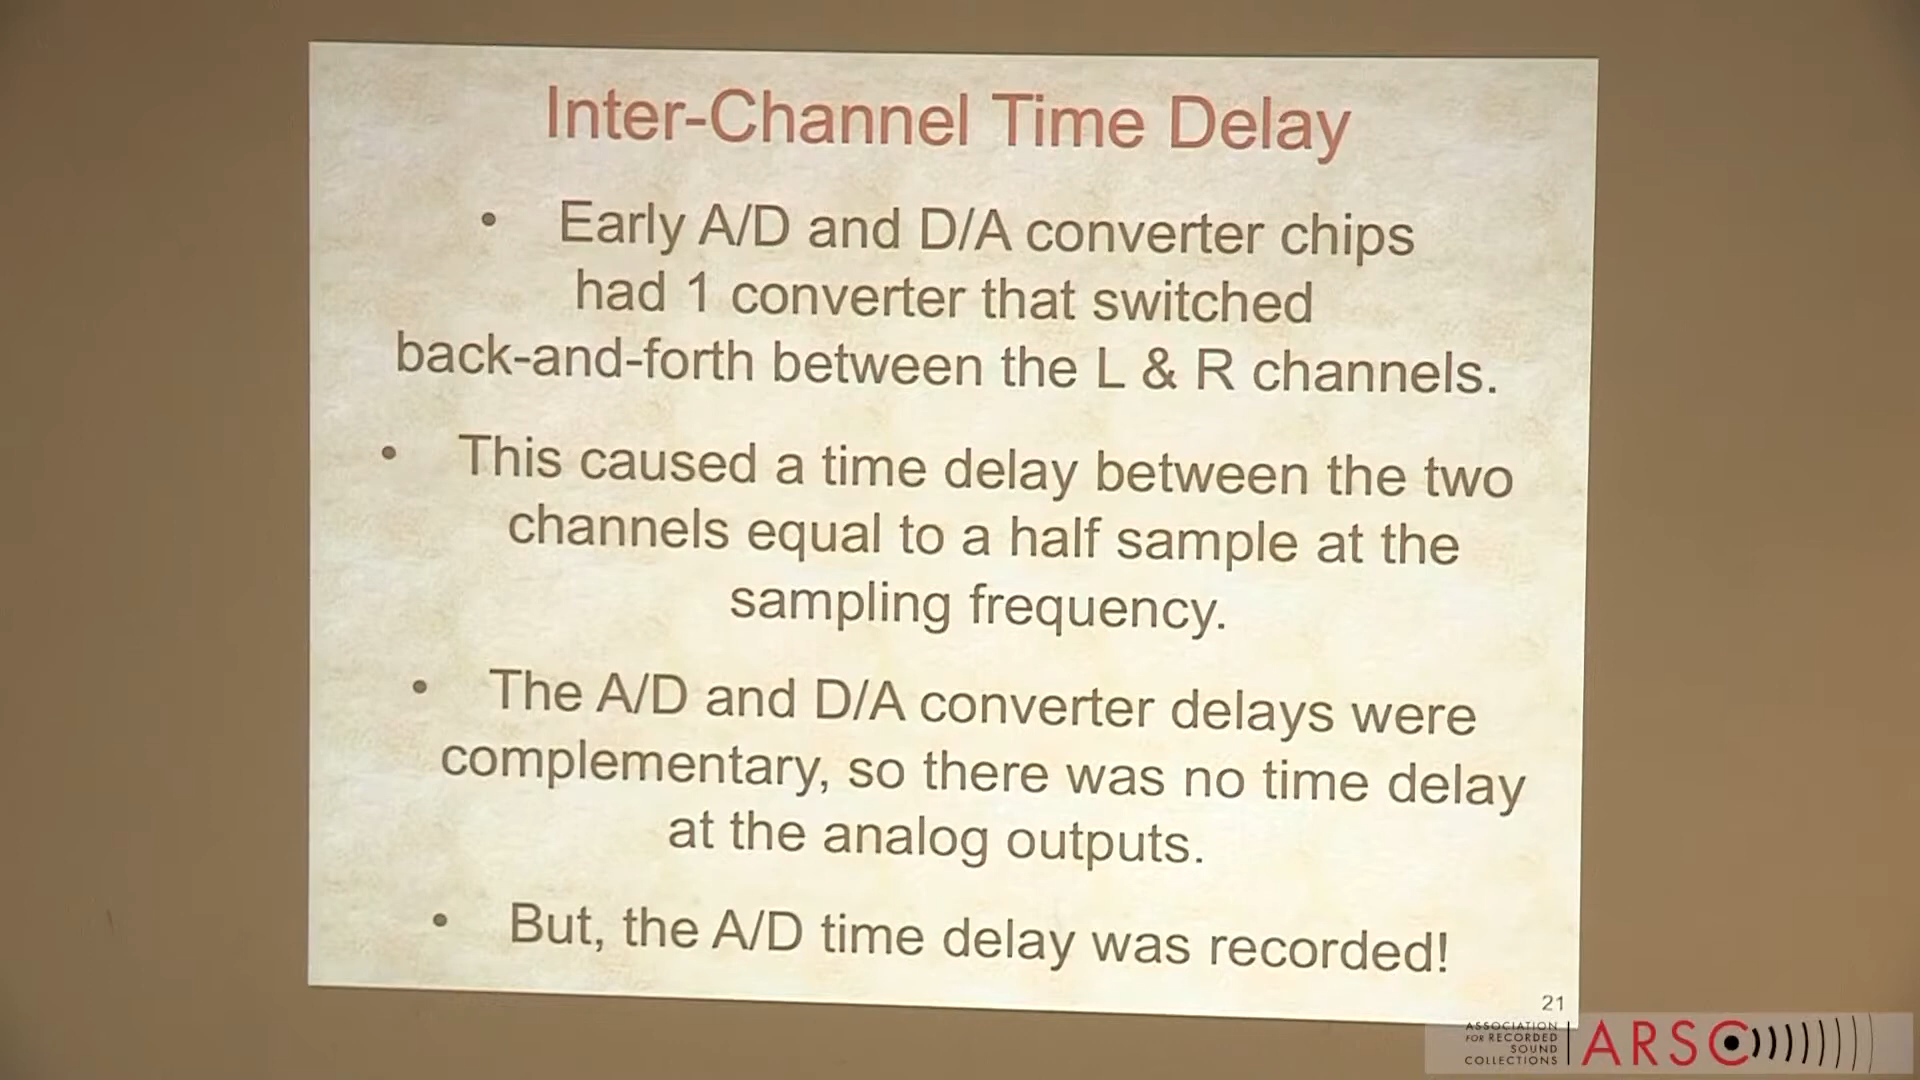 Inter-Channel Time Delay
• Early A/D and D/A converter chips
had 1 converter that switched
back-and-forth between the L & R channels.
• This caused a time delay between the two
channels equal to a half sample at the
sampling frequency.
• The A/D and D/A converter delays were
complementary, so there was no time delay
at the analog outputs.
• But, the A/D time delay was recorded!
21
ASSOCIATION
FOR RECORDED
SOUND
COLLECTIONS
ARSC